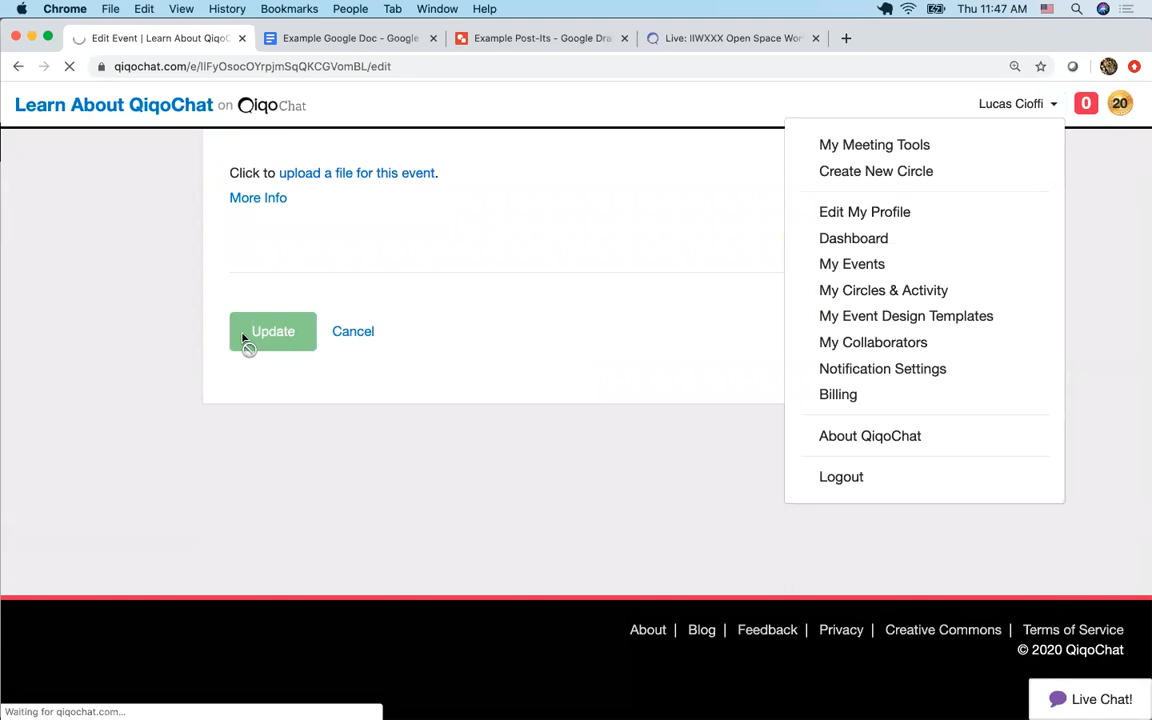 Chrome File Edit View History Bookmarks People Tab Window Help Thu 11:47 AM
Edit Event | Learn About QiqoC Example Google Doc - Google Example Post-Its - Google Dra Live: IIWXXX Open Space Wor
qiqochat.com/e/IlFyOsocOYrpjmSqQKCGVomBL/edit
Learn About QiqoChat on QiqoChat Lucas Cioffi 0 20
My Meeting Tools
Create New Circle
Click to upload a file for this event.
More Info
Edit My Profile
Dashboard
My Events
My Circles & Activity
My Event Design Templates
Update Cancel
My Collaborators
Notification Settings
Billing
About QiqoChat
Logout
About | Blog | Feedback | Privacy | Creative Commons | Terms of Service
© 2020 QiqoChat
Live Chat!
Waiting for qiqochat.com...